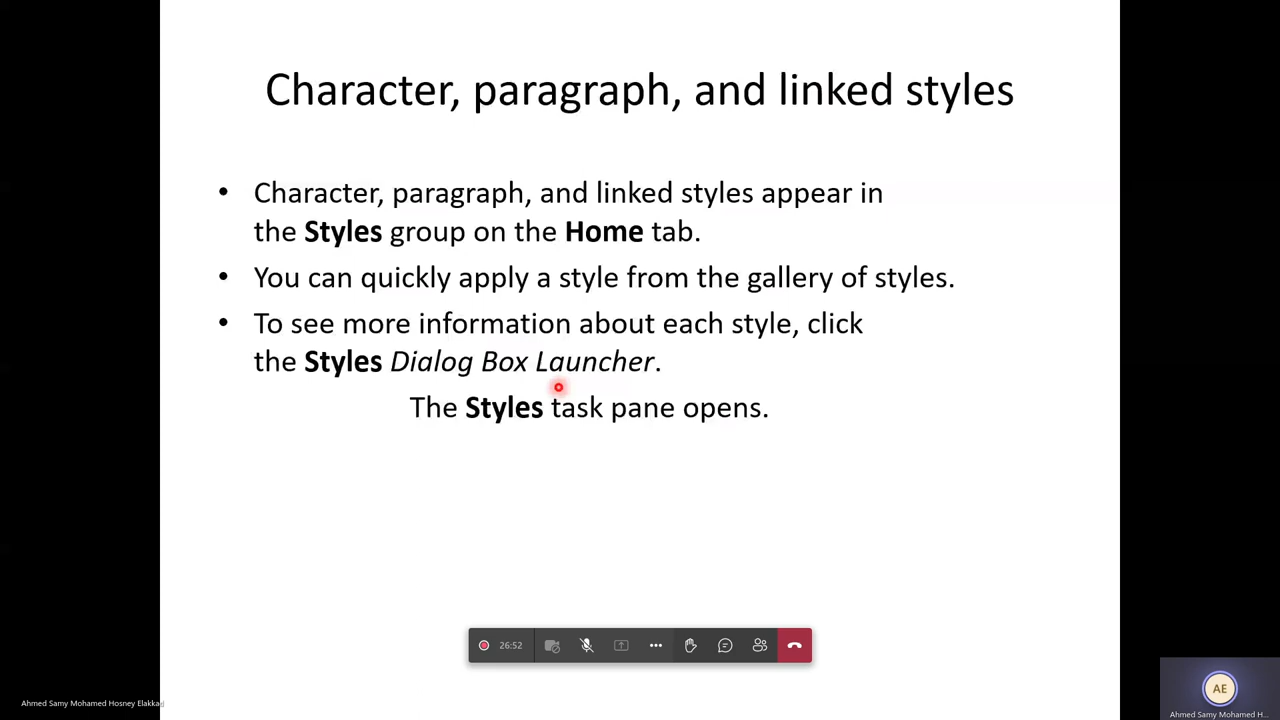 Character, paragraph, and linked styles
• Character, paragraph, and linked styles appear in
the Styles group on the Home tab.
• You can quickly apply a style from the gallery of styles.
• To see more information about each style, click
the Styles Dialog Box Launcher.
The Styles task pane opens.
26:52
AE
Ahmed Samy Mohamed Hosney Elakka
Ahmed Samy Mohamed H...